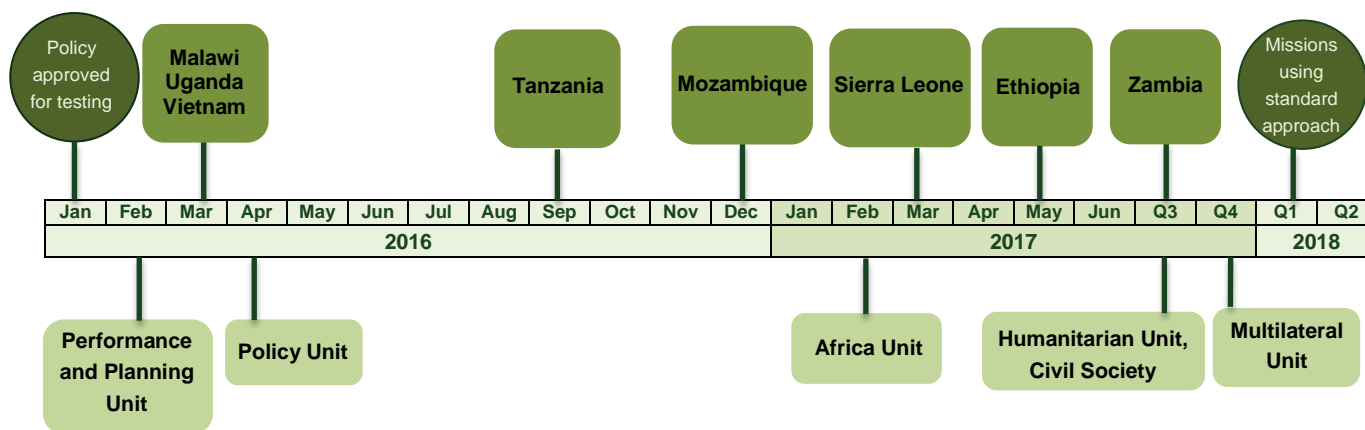 Policy
approved
for testing
Malawi
Uganda
Vietnam
Tanzania
Mozambique
Sierra Leone
Ethiopia
Zambia
Missions
using
standard
approach
Jan Feb Mar Apr May Jun Jul Aug Sep Oct Nov Dec Jan Feb Mar Apr May Jun Q3 Q4 Q1 Q2
2016 2017 2018
Performance
and Planning
Unit
Policy Unit
Africa Unit
Humanitarian Unit,
Civil Society
Multilateral
Unit